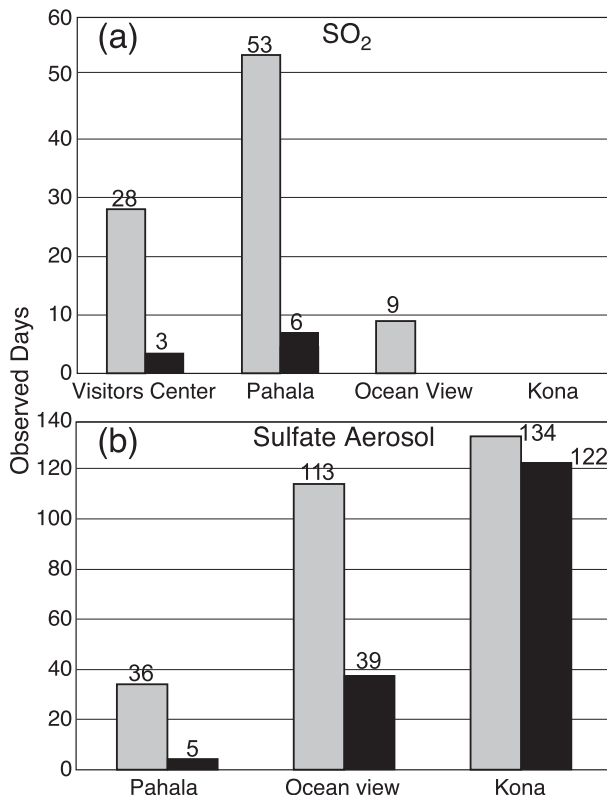 60
(a)
SO₂
53
50
40
30
28
20
10
9
6
3
0
Visitors Center
Pahala
Ocean View
Kona
Observed Days
140
(b)
Sulfate Aerosol
134
122
120
113
100
80
60
40
39
36
20
5
0
Pahala
Ocean view
Kona